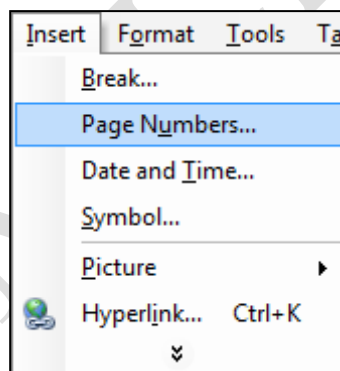 Insert Format Tools Ta
Break...
Page Numbers...
Date and Time...
Symbol...
Picture
Hyperlink... Ctrl+K